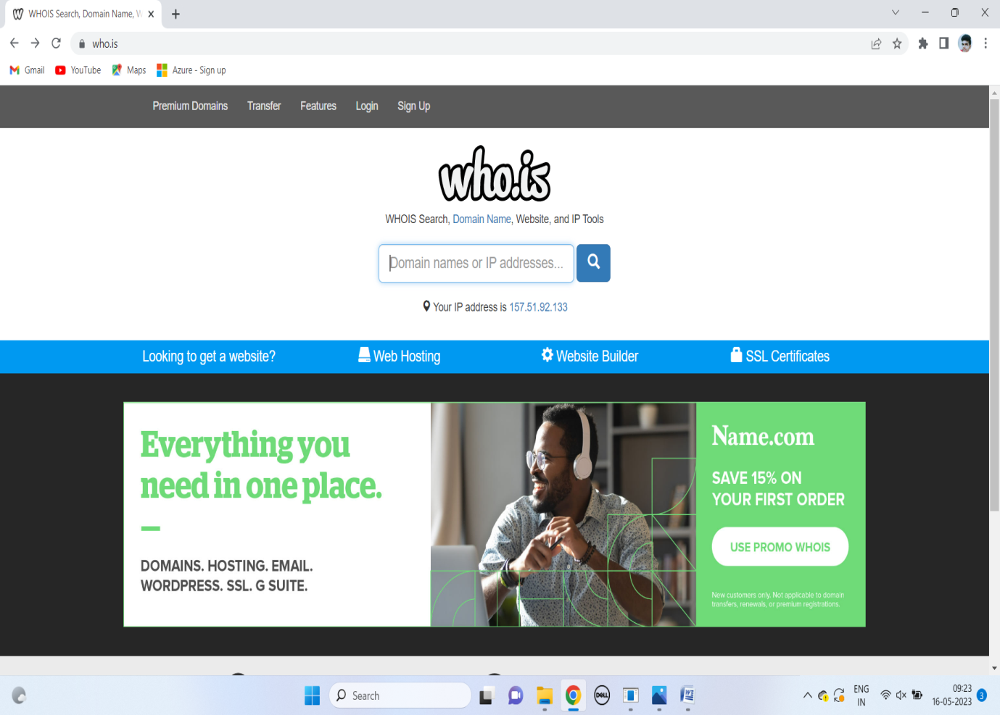 WHOIS Search, Domain Name, W
who.is
Gmail YouTube Maps Azure - Sign up
Premium Domains Transfer Features Login Sign Up
who.is
WHOIS Search, Domain Name, Website, and IP Tools
Domain names or IP addresses...
Your IP address is 157.51.92.133
Looking to get a website? Web Hosting Website Builder SSL Certificates
Everything you
need in one place.
DOMAINS. HOSTING. EMAIL.
WORDPRESS. SSL. G SUITE.
Name.com
SAVE 15% ON
YOUR FIRST ORDER
USE PROMO WHOIS
New customers only. Not applicable to domain
transfers, renewals, or premium registrations.
Search
DELL
ENG
IN
09:23
16-05-2023
3